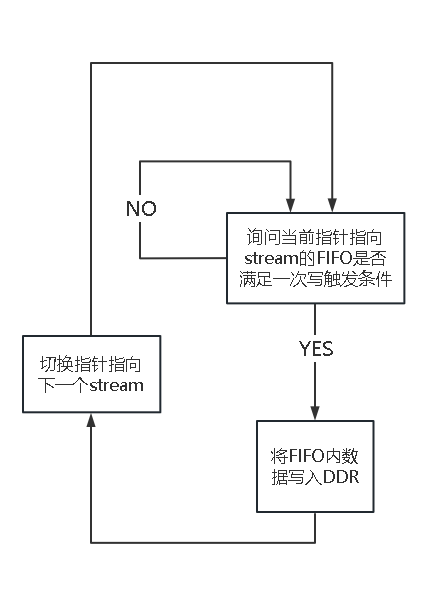 NO
询问当前指针指向
stream的FIFO是否
满足一次写触发条件
YES
切换指针指向
下一个stream
将FIFO内数
据写入DDR